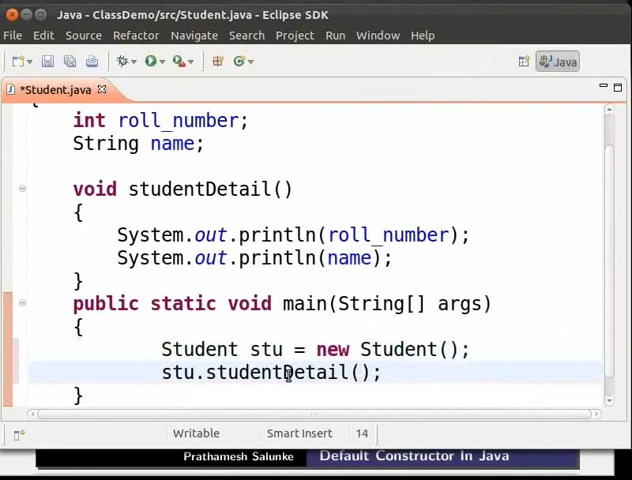 Java - ClassDemo/src/Student.java - Eclipse SDK
File Edit Source Refactor Navigate Search Project Run Window Help
Java
*Student.java
{
int roll_number;
String name;
void studentDetail()
{
System.out.println(roll_number);
System.out.println(name);
}
public static void main(String[] args)
{
Student stu = new Student();
stu.studentDetail();
}
Writable Smart Insert 14
Prathamesh Salunke Default Constructor In Java